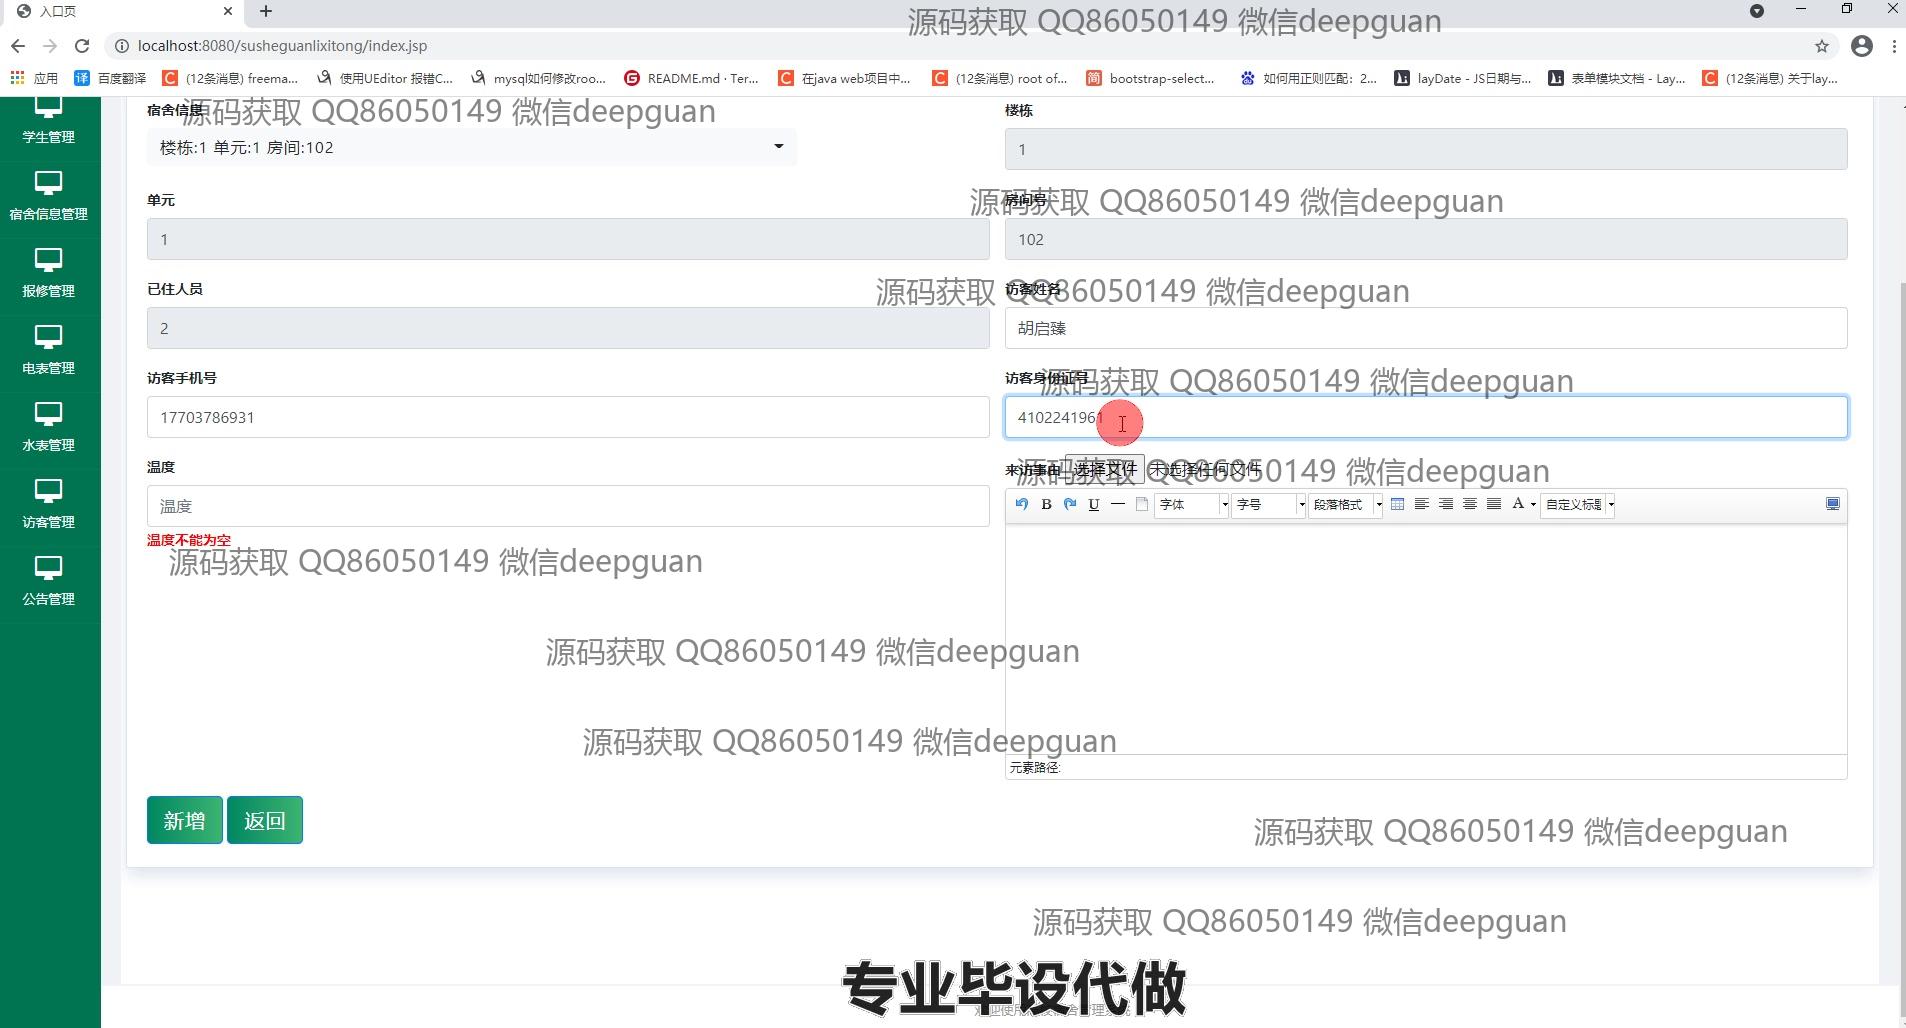 入口页
源码获取 QQ86050149 微信deepguan
localhost:8080/susheguanlixitong/index.jsp
应用 百度翻译 (12条消息) freema... 使用UEditor 报错C... mysql如何修改roo... README.md · Ter... 在java web项目中... (12条消息) root of... bootstrap-select... 如何用正则匹配：2... layDate - JS日期与... 表单模块文档 - Lay... (12条消息) 关于lay...
学生管理
宿舍信息管理
报修管理
电表管理
水表管理
访客管理
公告管理
宿舍信息
源码获取 QQ86050149 微信deepguan
楼栋:1 单元:1 房间:102
楼栋
1
单元
1
房间号
源码获取 QQ86050149 微信deepguan
102
已住人员
2
源码获取 QQ86050149 微信deepguan
访客姓名
胡启臻
访客手机号
17703786931
访客身份证号
源码获取 QQ86050149 微信deepguan
4102241961
温度
温度
温度不能为空
源码获取 QQ86050149 微信deepguan
来访事由 选择文件 未选择任何文件
源码获取 QQ86050149 微信deepguan
B U 字体 字号 段落格式 A 自定义标题
源码获取 QQ86050149 微信deepguan
源码获取 QQ86050149 微信deepguan
元素路径:
新增 返回
源码获取 QQ86050149 微信deepguan
源码获取 QQ86050149 微信deepguan
专业毕设代做